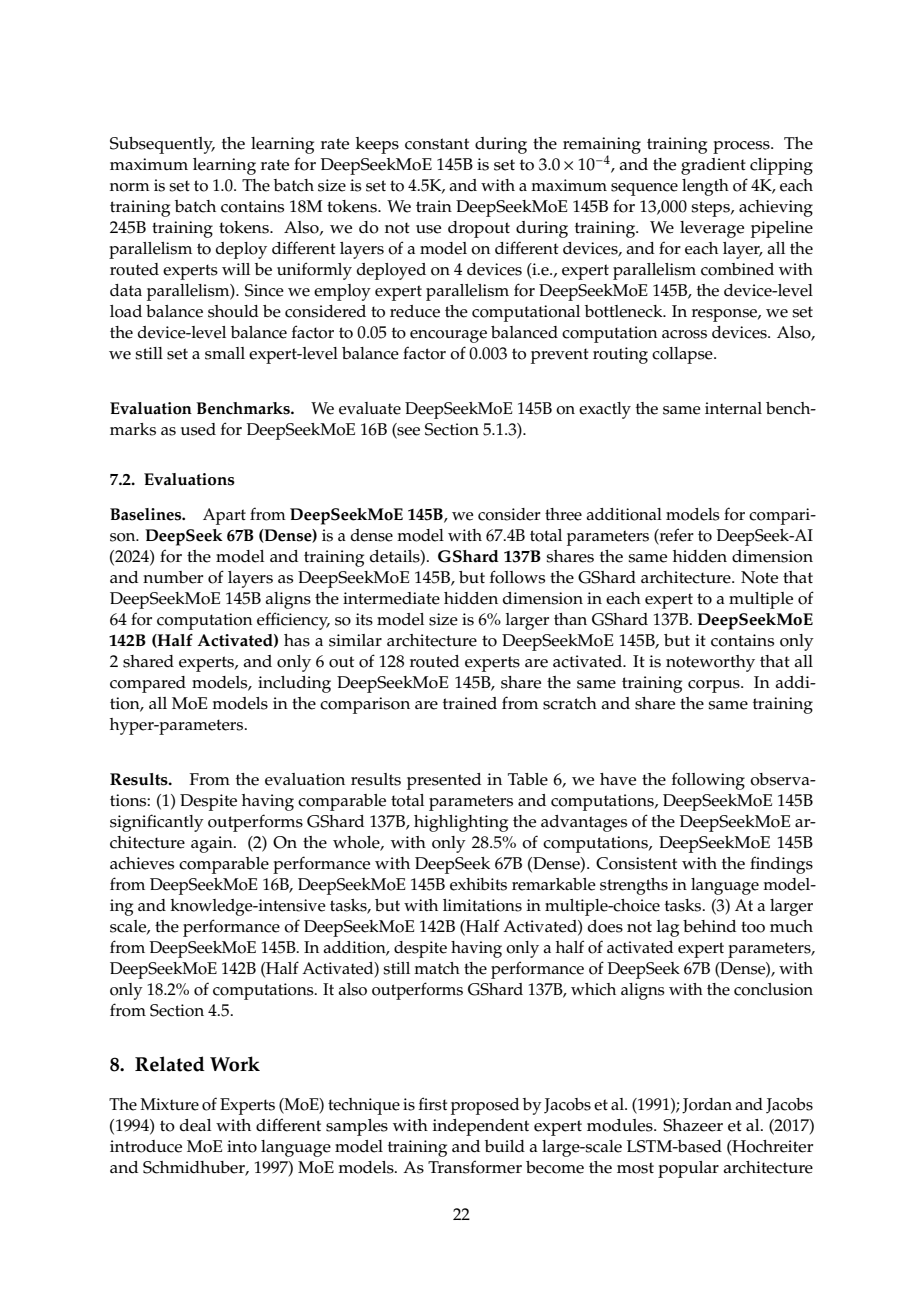 Subsequently, the learning rate keeps constant during the remaining training process. The
maximum learning rate for DeepSeekMoE 145B is set to 3.0 × 10⁻⁴, and the gradient clipping
norm is set to 1.0. The batch size is set to 4.5K, and with a maximum sequence length of 4K, each
training batch contains 18M tokens. We train DeepSeekMoE 145B for 13,000 steps, achieving
245B training tokens. Also, we do not use dropout during training. We leverage pipeline
parallelism to deploy different layers of a model on different devices, and for each layer, all the
routed experts will be uniformly deployed on 4 devices (i.e., expert parallelism combined with
data parallelism). Since we employ expert parallelism for DeepSeekMoE 145B, the device-level
load balance should be considered to reduce the computational bottleneck. In response, we set
the device-level balance factor to 0.05 to encourage balanced computation across devices. Also,
we still set a small expert-level balance factor of 0.003 to prevent routing collapse.
Evaluation Benchmarks. We evaluate DeepSeekMoE 145B on exactly the same internal bench-
marks as used for DeepSeekMoE 16B (see Section 5.1.3).
7.2. Evaluations
Baselines. Apart from DeepSeekMoE 145B, we consider three additional models for compari-
son. DeepSeek 67B (Dense) is a dense model with 67.4B total parameters (refer to DeepSeek-AI
(2024) for the model and training details). GShard 137B shares the same hidden dimension
and number of layers as DeepSeekMoE 145B, but follows the GShard architecture. Note that
DeepSeekMoE 145B aligns the intermediate hidden dimension in each expert to a multiple of
64 for computation efficiency, so its model size is 6% larger than GShard 137B. DeepSeekMoE
142B (Half Activated) has a similar architecture to DeepSeekMoE 145B, but it contains only
2 shared experts, and only 6 out of 128 routed experts are activated. It is noteworthy that all
compared models, including DeepSeekMoE 145B, share the same training corpus. In addi-
tion, all MoE models in the comparison are trained from scratch and share the same training
hyper-parameters.
Results. From the evaluation results presented in Table 6, we have the following observa-
tions: (1) Despite having comparable total parameters and computations, DeepSeekMoE 145B
significantly outperforms GShard 137B, highlighting the advantages of the DeepSeekMoE ar-
chitecture again. (2) On the whole, with only 28.5% of computations, DeepSeekMoE 145B
achieves comparable performance with DeepSeek 67B (Dense). Consistent with the findings
from DeepSeekMoE 16B, DeepSeekMoE 145B exhibits remarkable strengths in language model-
ing and knowledge-intensive tasks, but with limitations in multiple-choice tasks. (3) At a larger
scale, the performance of DeepSeekMoE 142B (Half Activated) does not lag behind too much
from DeepSeekMoE 145B. In addition, despite having only a half of activated expert parameters,
DeepSeekMoE 142B (Half Activated) still match the performance of DeepSeek 67B (Dense), with
only 18.2% of computations. It also outperforms GShard 137B, which aligns with the conclusion
from Section 4.5.
8. Related Work
The Mixture of Experts (MoE) technique is first proposed by Jacobs et al. (1991); Jordan and Jacobs
(1994) to deal with different samples with independent expert modules. Shazeer et al. (2017)
introduce MoE into language model training and build a large-scale LSTM-based (Hochreiter
and Schmidhuber, 1997) MoE models. As Transformer become the most popular architecture
22